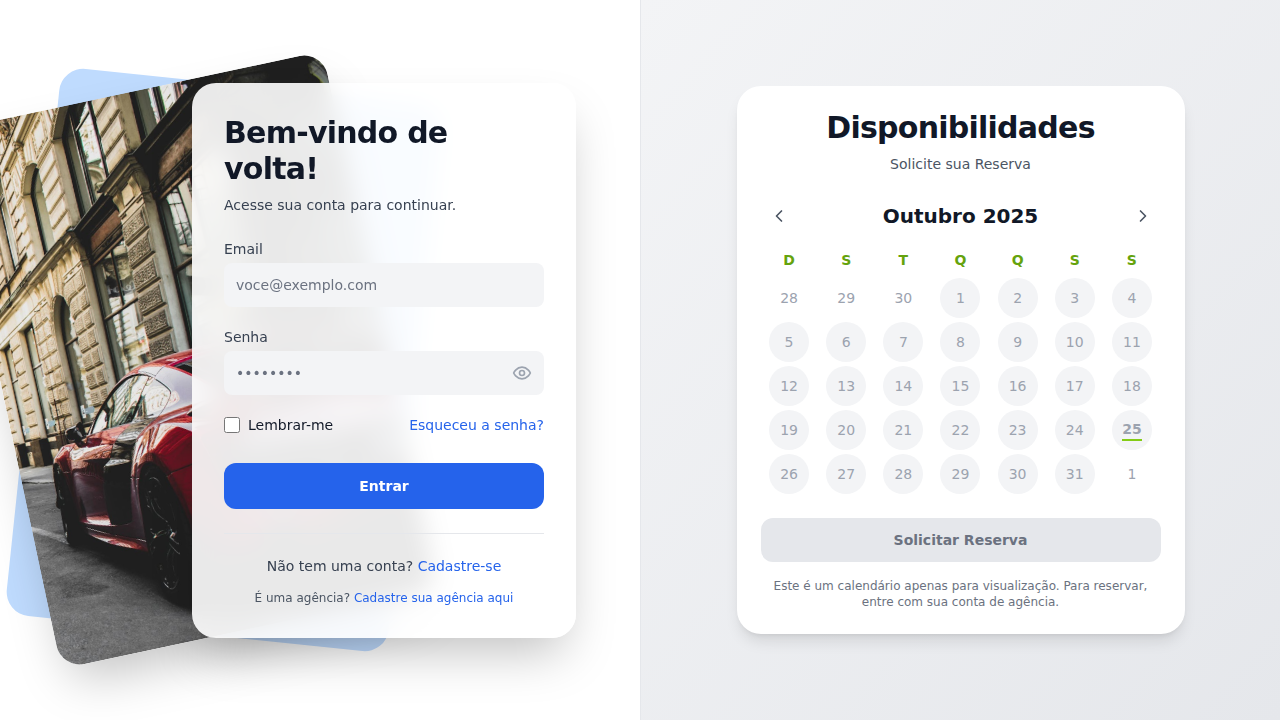 Bem-vindo de
volta!
Acesse sua conta para continuar.
Email
voce@exemplo.com
Senha
••••••••
Lembrar-me
Esqueceu a senha?
Entrar
Não tem uma conta? Cadastre-se
É uma agência? Cadastre sua agência aqui
Disponibilidades
Solicite sua Reserva
Outubro 2025
D S T Q Q S S
28 29 30 1 2 3 4
5 6 7 8 9 10 11
12 13 14 15 16 17 18
19 20 21 22 23 24 25
26 27 28 29 30 31 1
Solicitar Reserva
Este é um calendário apenas para visualização. Para reservar,
entre com sua conta de agência.